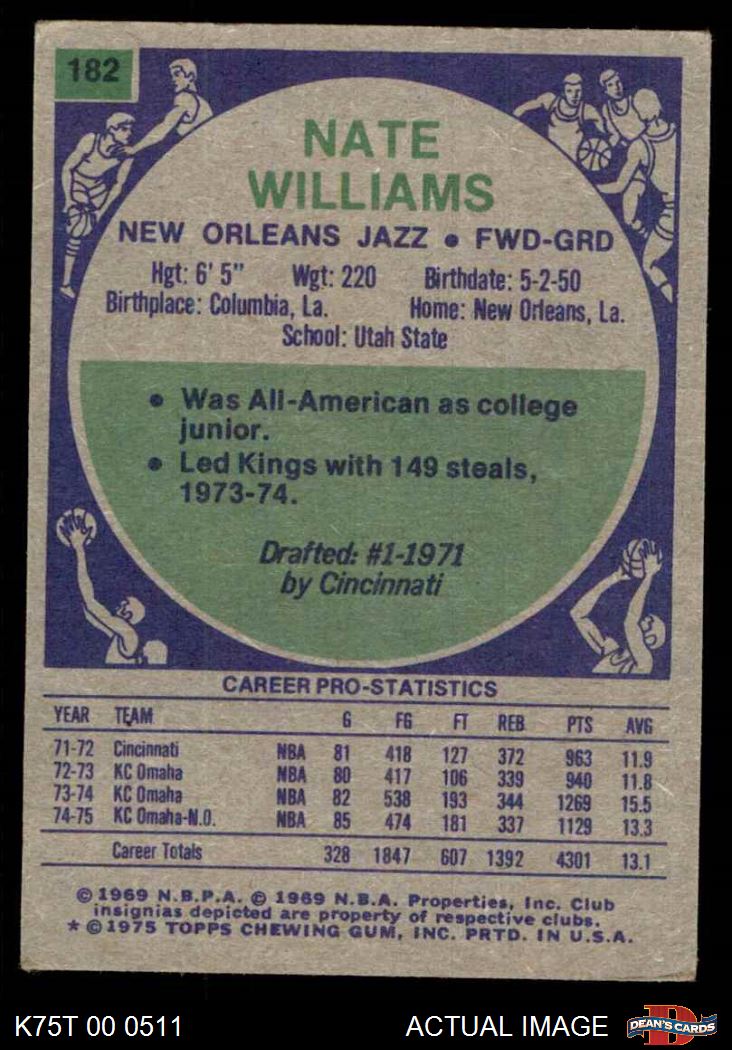 182
NATE
WILLIAMS
NEW ORLEANS JAZZ • FWD-GRD
Hgt: 6' 5" Wgt: 220 Birthdate: 5-2-50
Birthplace: Columbia, La. Home: New Orleans, La.
School: Utah State
• Was All-American as college
junior.
• Led Kings with 149 steals,
1973-74.
Drafted: #1-1971
by Cincinnati
CAREER PRO-STATISTICS
YEAR TEAM G FG FT REB PTS AVG
71-72 Cincinnati NBA 81 418 127 372 963 11.9
72-73 KC Omaha NBA 80 417 106 339 940 11.8
73-74 KC Omaha NBA 82 538 193 344 1269 15.5
74-75 KC Omaha-N.O. NBA 85 474 181 337 1129 13.3
Career Totals 328 1847 607 1392 4301 13.1
© 1969 N.B.P.A. © 1969 N.B.A. Properties, Inc. Club
insignias depicted are property of respective clubs.
* © 1975 TOPPS CHEWING GUM, INC. PRTD. IN U.S.A.
K75T 00 0511 ACTUAL IMAGE D DEAN'S CARDS